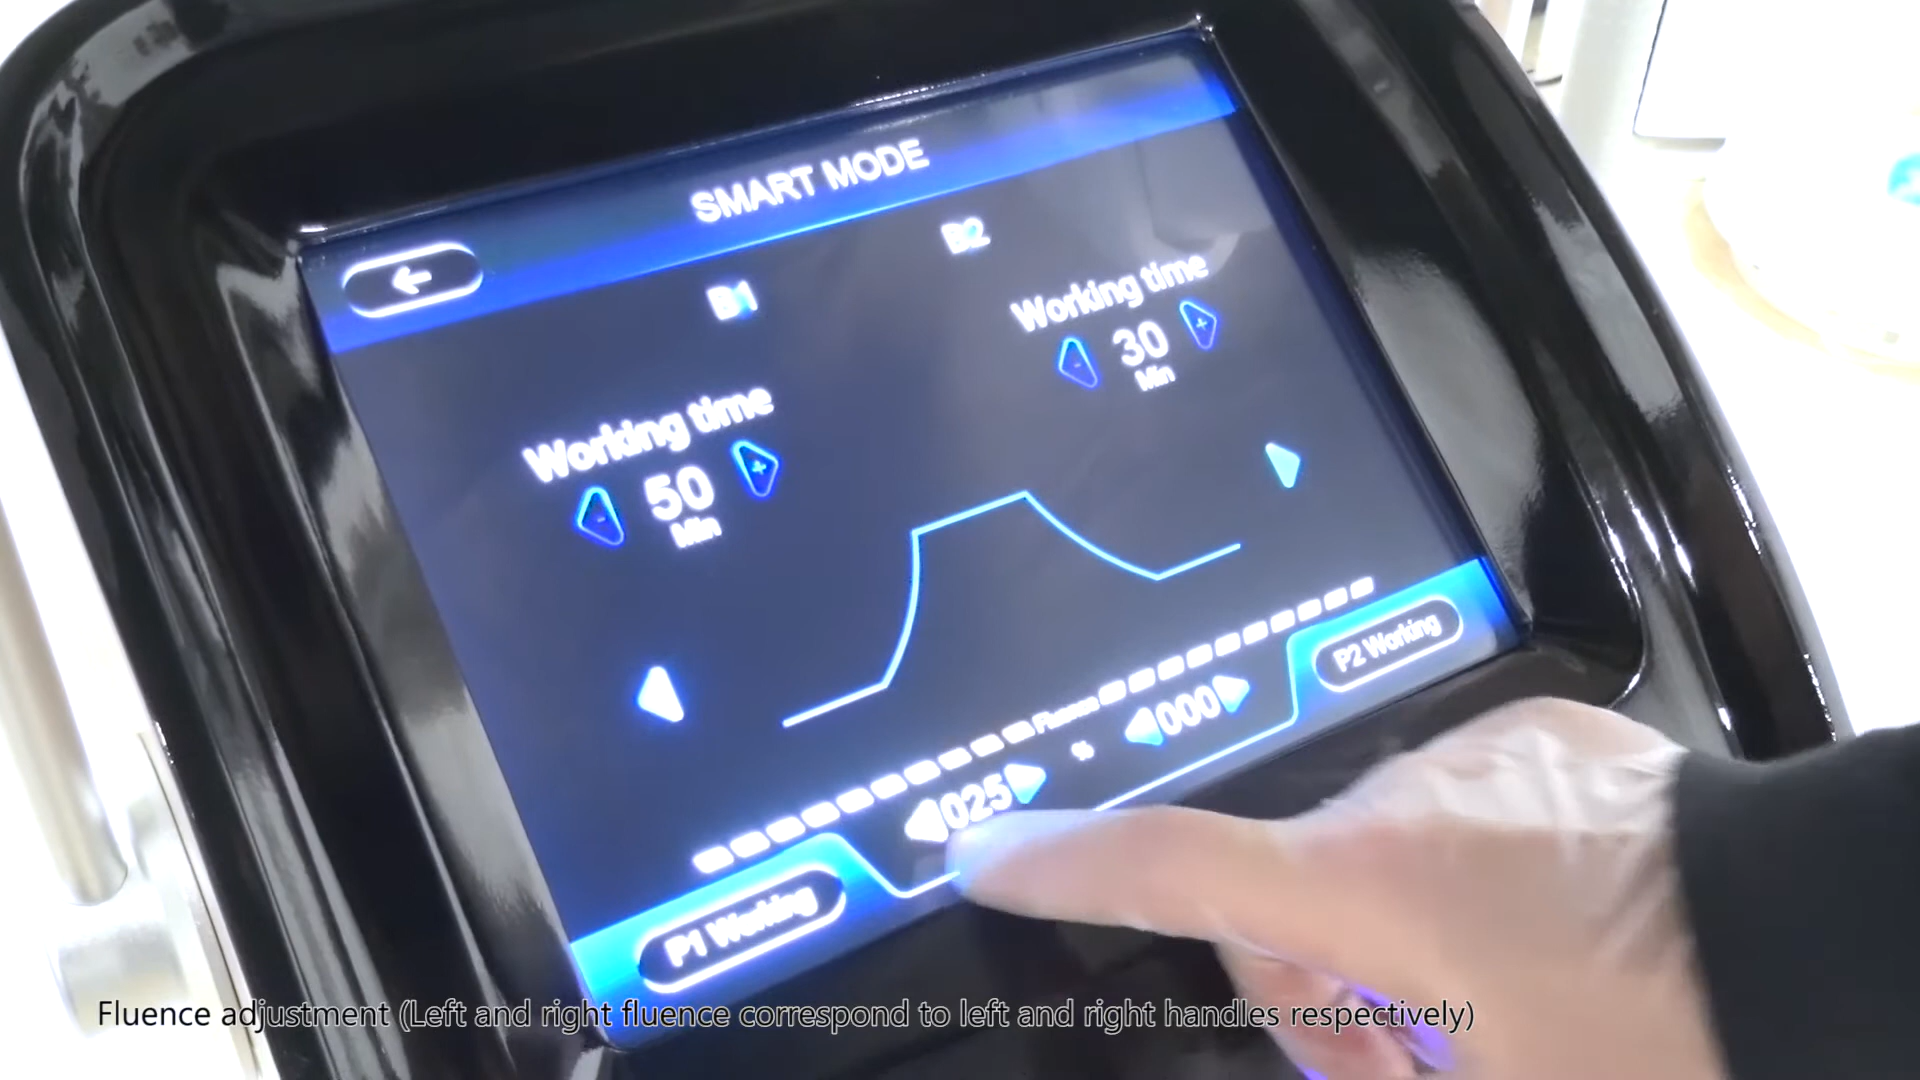 SMART MODE
B1
B2
Working time
- 50 +
Min
Working time
- 30 +
Min
Fluence
025
%
000
P1 Working
P2 Working
Fluence adjustment (Left and right fluence correspond to left and right handles respectively)